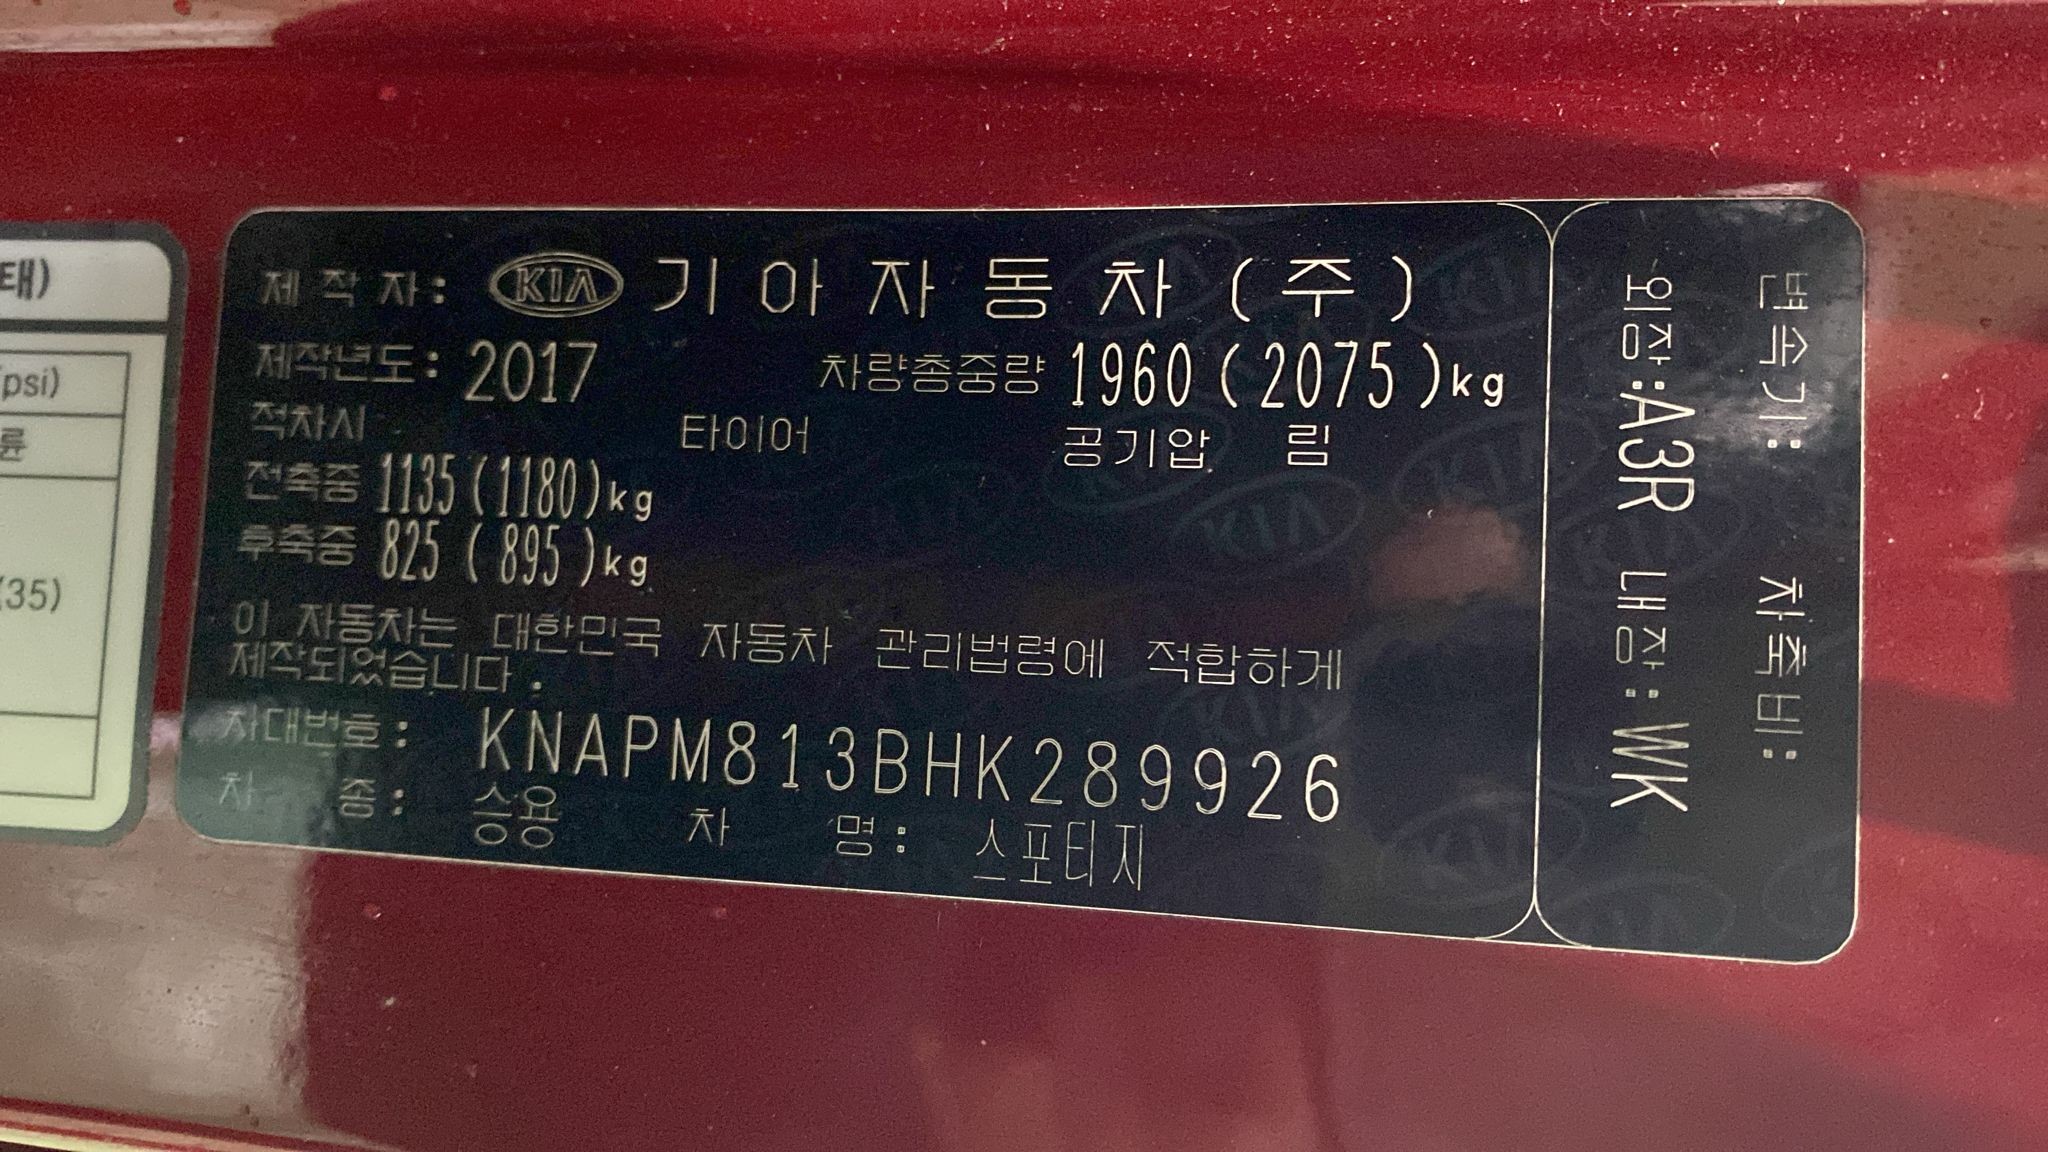 태)
(psi)
륜
(35)
제 작 자: KIA 기 아 자 동 차 (주)
제작년도: 2017 차량총중량 1960 (2075)kg
적차시 타이어 공기압 림
전축중 1135(1180)kg
후축중 825 (895)kg
이 자동차는 대한민국 자동차 관리법령에 적합하게
제작되었습니다.
차대번호: KNAPM813BHK289926
차 종: 승용 차 명: 스포티지
변속기: 차축비:
외장:A3R 내장:WK